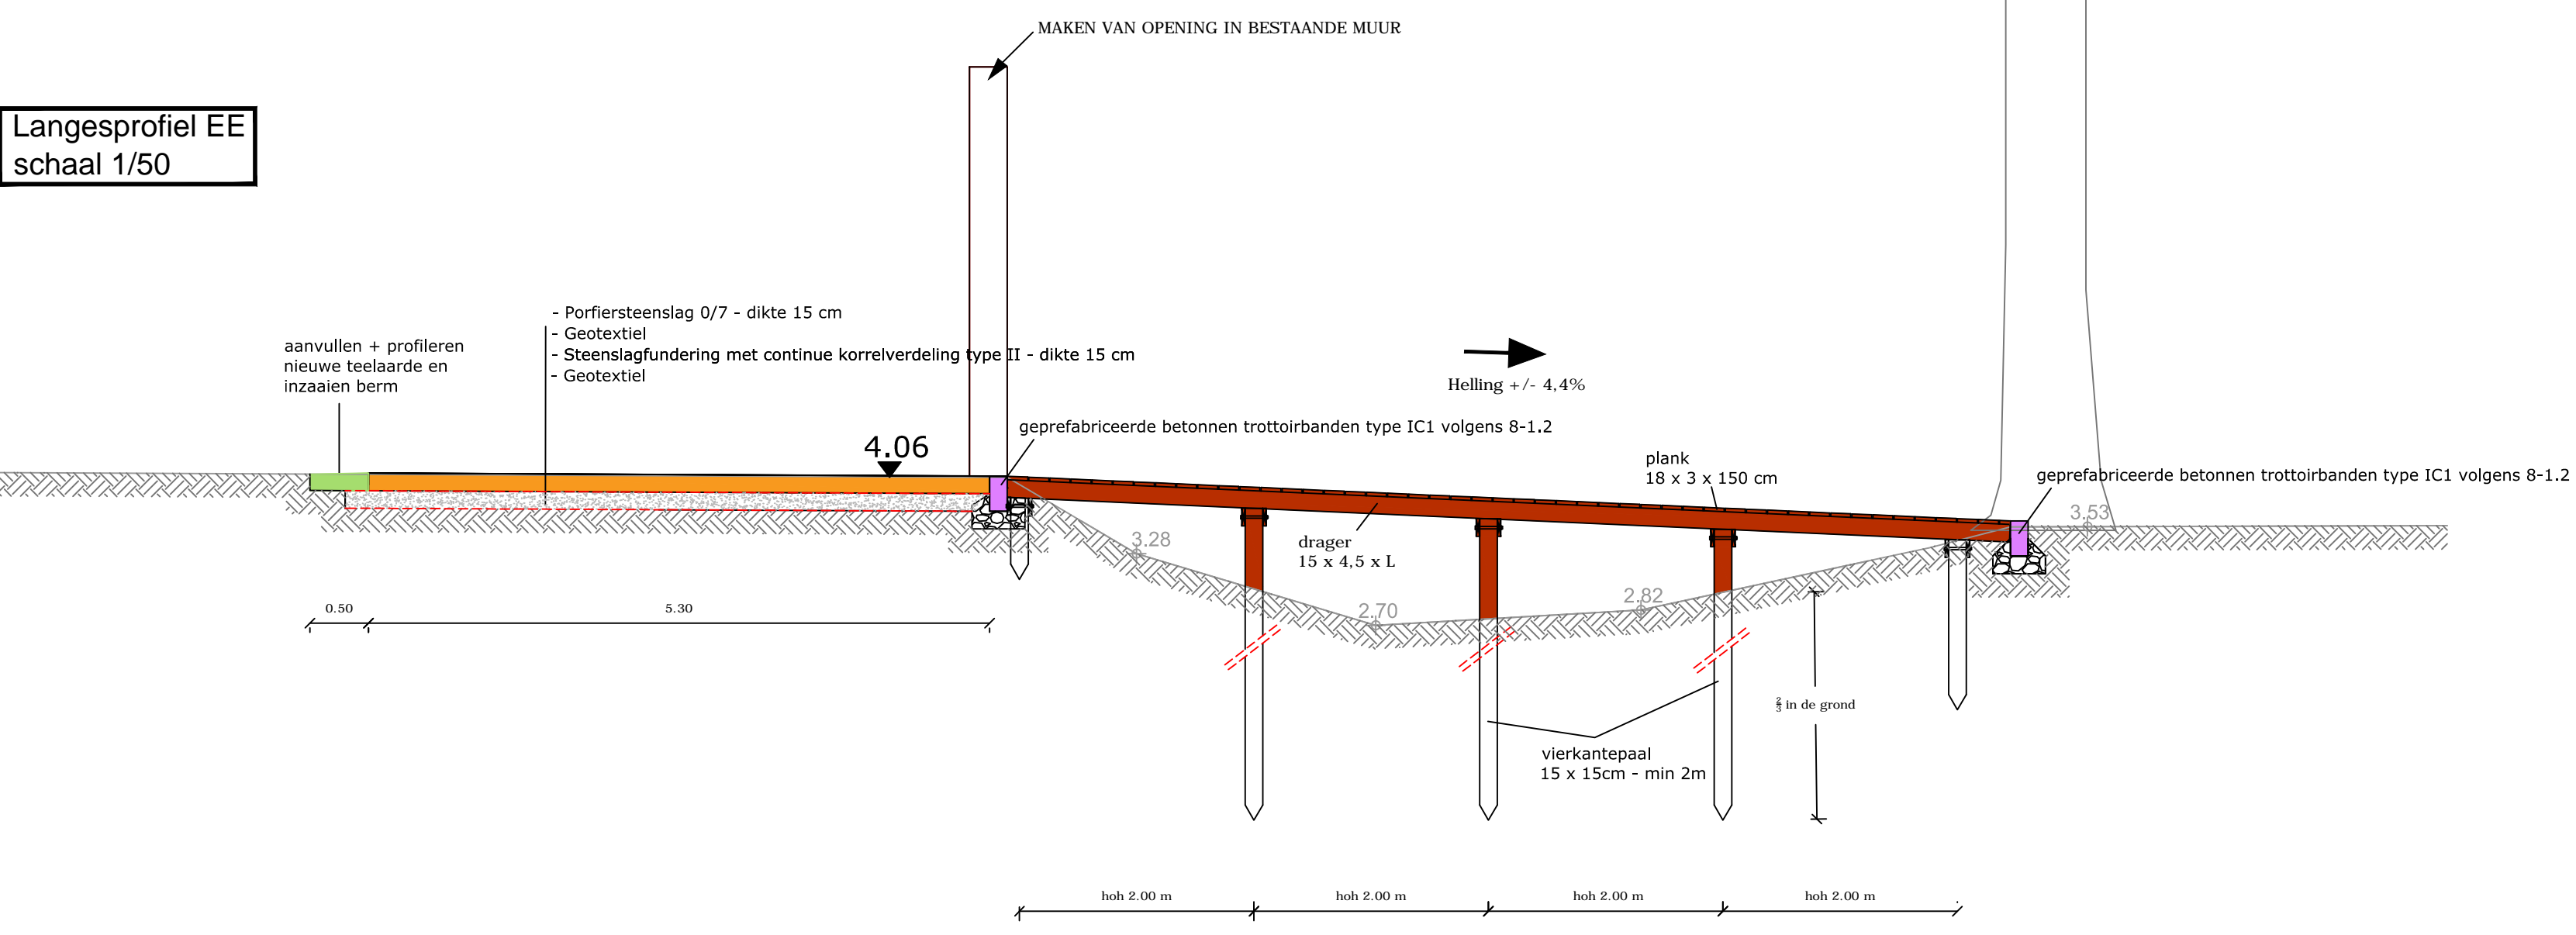 MAKEN VAN OPENING IN BESTAANDE MUUR
Langesprofiel EE
schaal 1/50
- Porfiersteenslag 0/7 - dikte 15 cm
- Geotextiel
- Steenslagfundering met continue korrelverdeling type II - dikte 15 cm
- Geotextiel
aanvullen + profileren
nieuwe teelaarde en
inzaaien berm
Helling +/- 4,4%
geprefabriceerde betonnen trottoirbanden type IC1 volgens 8-1.2
4.06
plank
18 x 3 x 150 cm
geprefabriceerde betonnen trottoirbanden type IC1 volgens 8-1.2
3.53
3.28
drager
15 x 4,5 x L
2.82
2.70
0.50
5.30
2/3 in de grond
vierkantepaal
15 x 15cm - min 2m
hoh 2.00 m
hoh 2.00 m
hoh 2.00 m
hoh 2.00 m